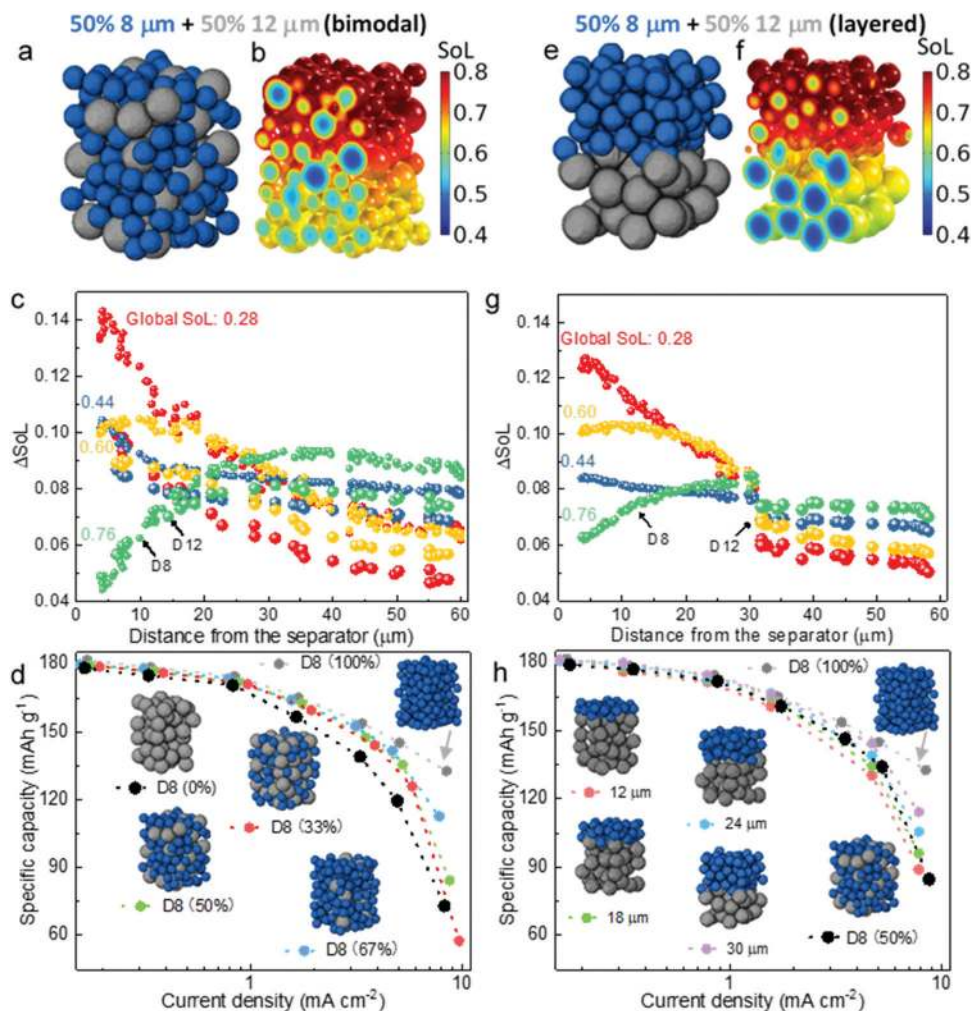 50% 8 μm + 50% 12 μm (bimodal)
50% 8 μm + 50% 12 μm (layered)
a
b
SoL
0.8
0.7
0.6
0.5
0.4
e
f
SoL
0.8
0.7
0.6
0.5
0.4
c
0.14
0.12
0.10
0.08
0.06
0.04
ΔSoL
Global SoL: 0.28
0.44
0.60
0.76
D8
D12
0 10 20 30 40 50 60
Distance from the separator (μm)
g
0.14
0.12
0.10
0.08
0.06
0.04
ΔSoL
Global SoL: 0.28
0.60
0.44
0.76
D8
D12
0 10 20 30 40 50 60
Distance from the separator (μm)
d
180
150
120
90
60
Specific capacity (mAh g⁻¹)
D8 (100%)
D8 (0%)
D8 (33%)
D8 (50%)
D8 (67%)
1 10
Current density (mA cm⁻²)
h
180
150
120
90
60
Specific capacity (mAh g⁻¹)
D8 (100%)
12 μm
24 μm
18 μm
30 μm
D8 (50%)
1 10
Current density (mA cm⁻²)